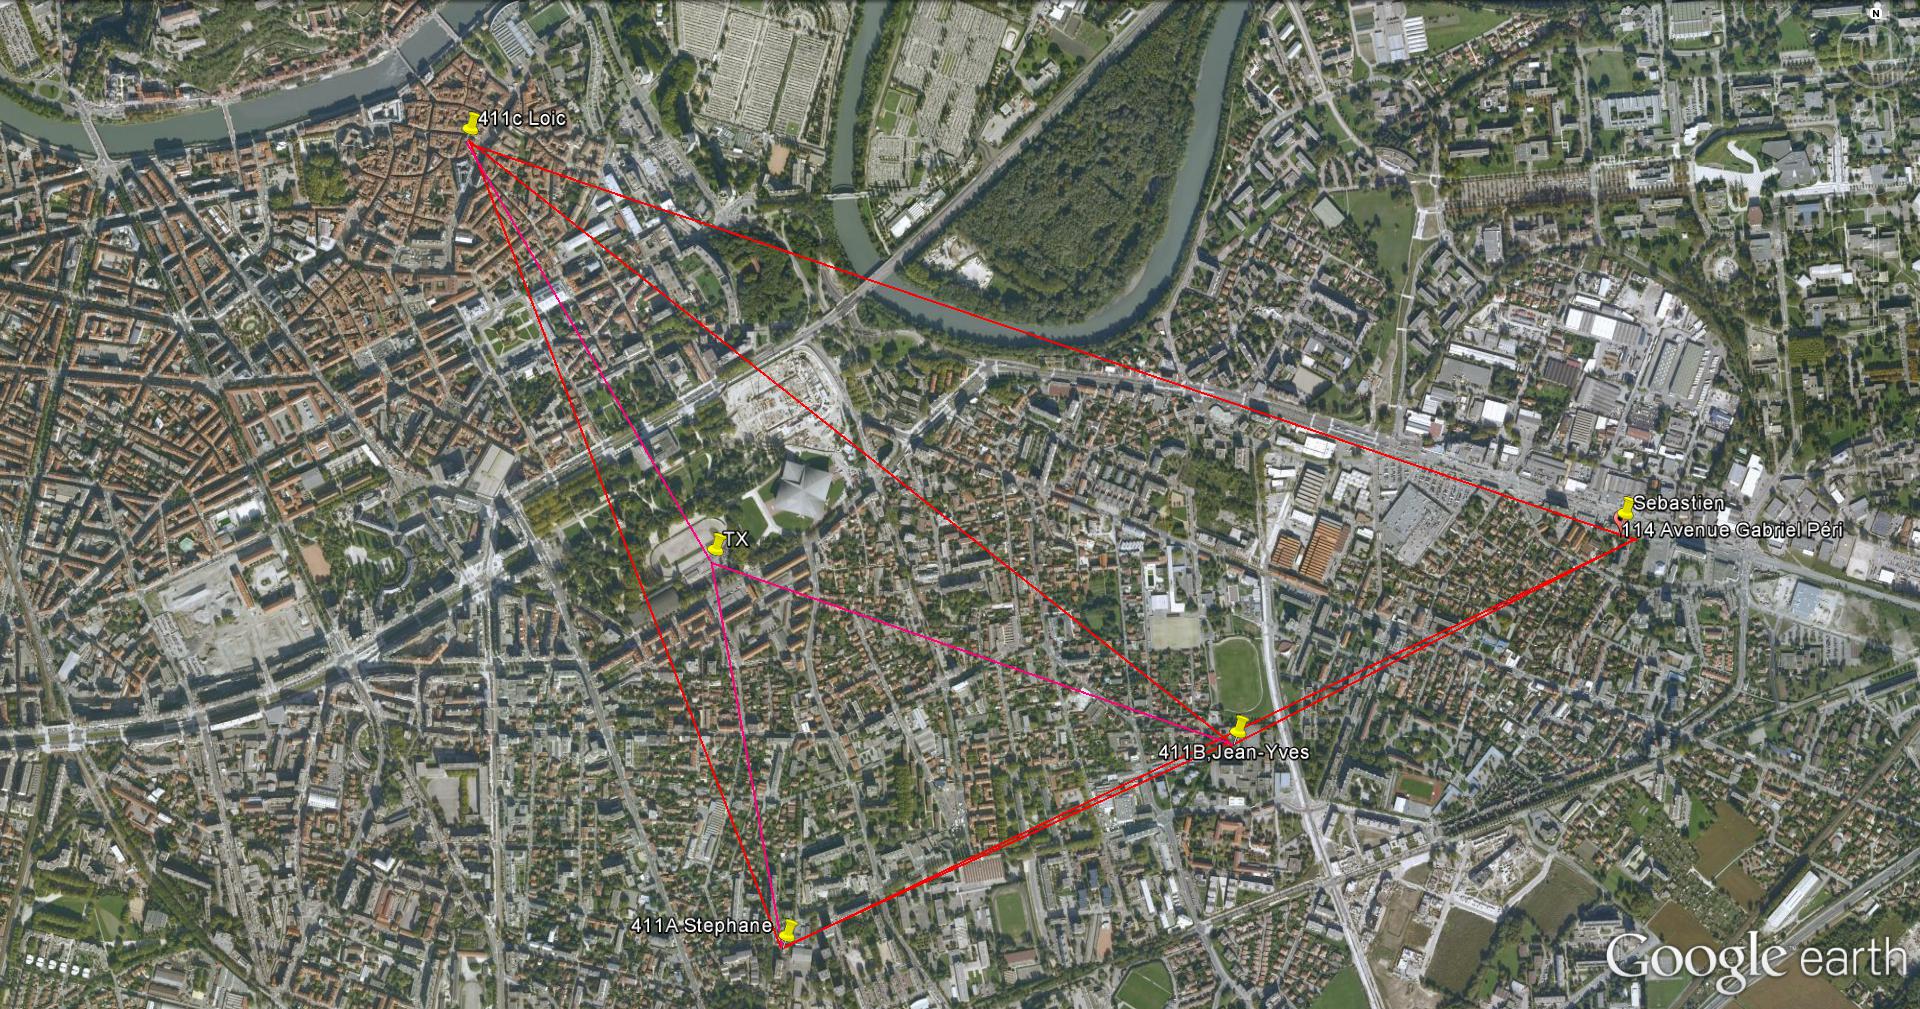 N
411c Loic
Sebastien
114 Avenue Gabriel Péri
TX
411B,Jean-Yves
411A Stephane
Google earth